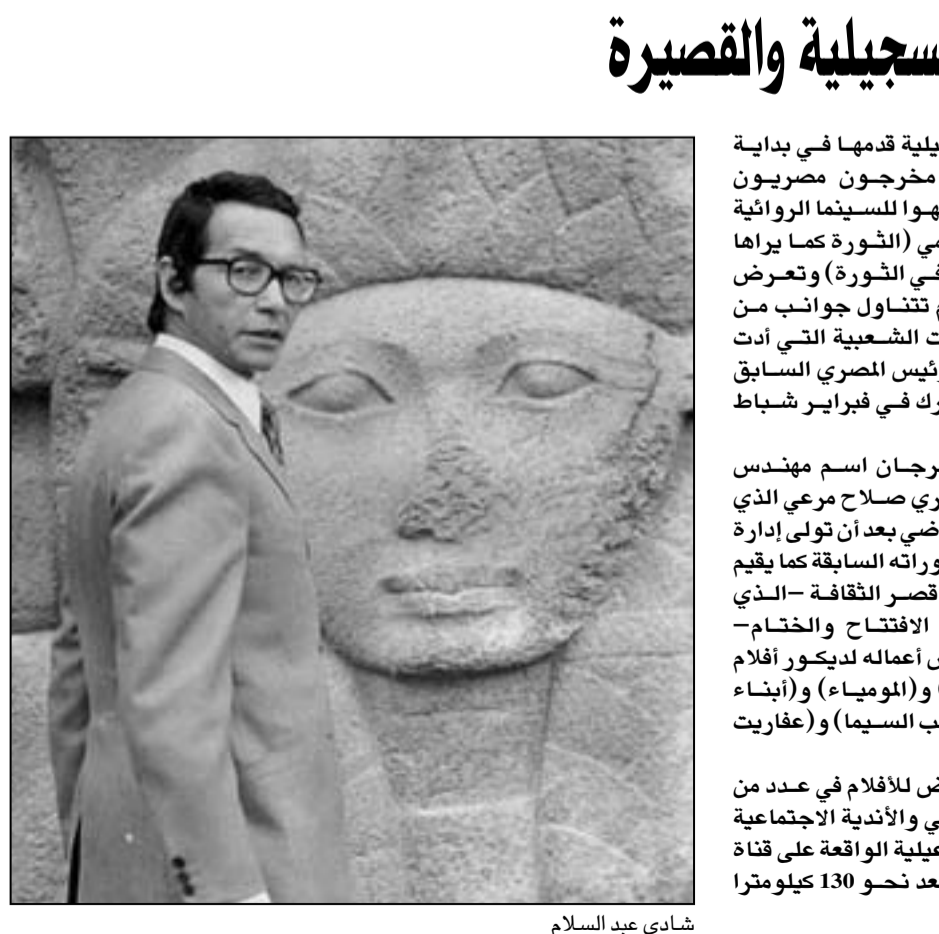 سجيلية والقصيرة
يلية قدمها في بداية
مخرجون مصريون
هوا للسينما الروائية
مي (الثورة كما يراها
في الثورة) وتعرض
تتناول جوانب من
ت الشعبية التي أدت
رئيس المصري السابق
رك في فبراير شباط
رجان اسم مهندس
ري صلاح مرعي الذي
ضي بعد أن تولى إدارة
وراته السابقة كما يقيم
قصر الثقافة –الذي
الافتتاح والختام–
أعماله لديكور أفلام
و(المومياء) و(أبناء
ب السيما) و(عفاريت
ض للأفلام في عدد من
ي والأندية الاجتماعية
عيلية الواقعة على قناة
عد نحو 130 كيلومترا
شادي عبد السلام